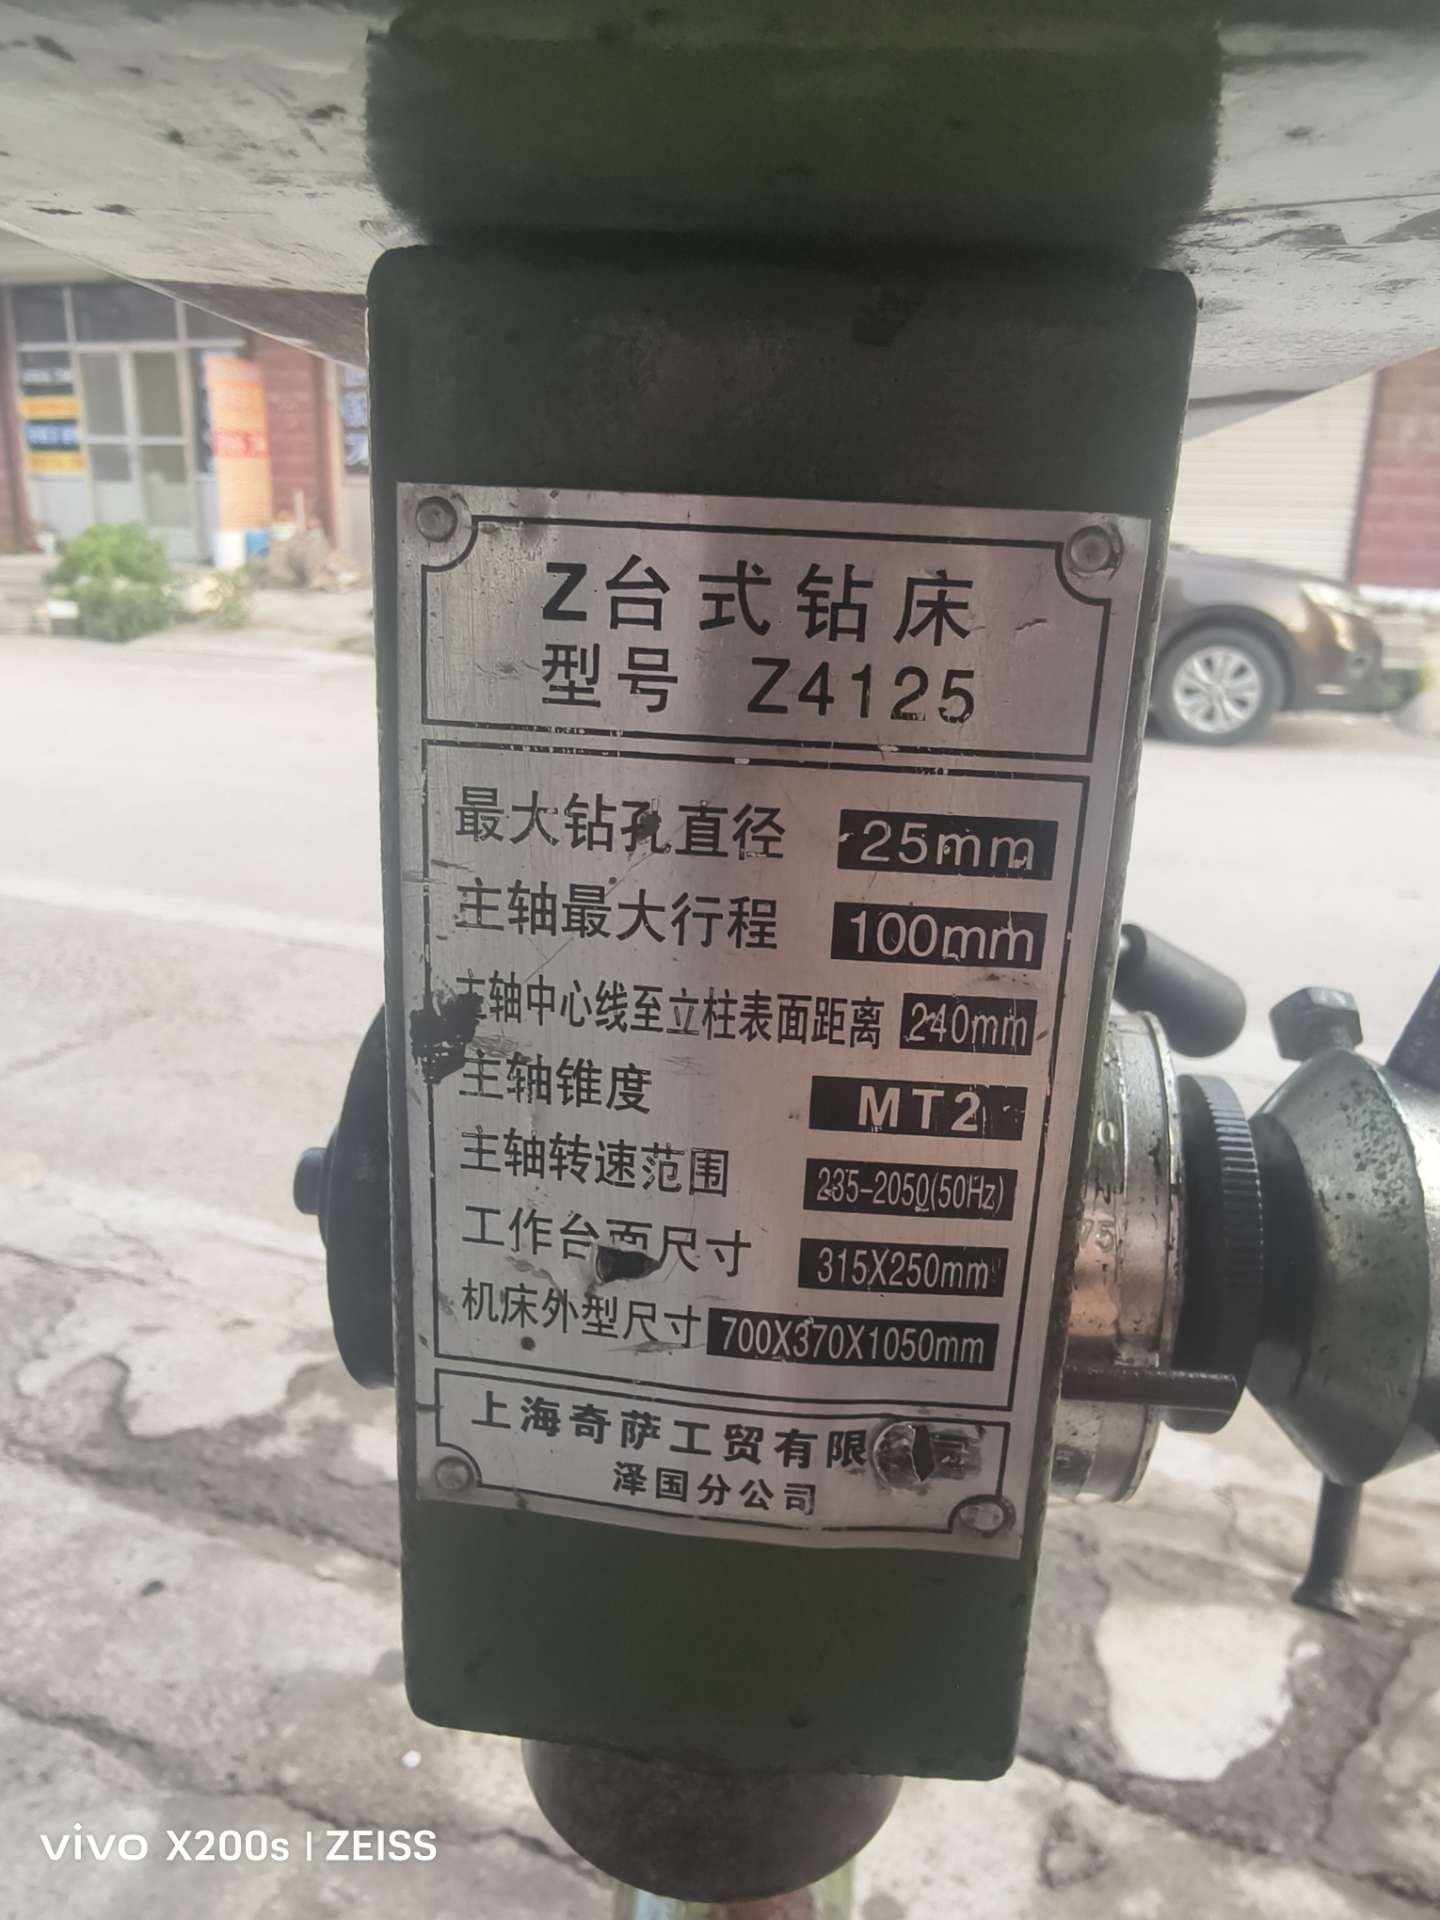 Z台式钻床
型号 Z4125
最大钻孔直径 25mm
主轴最大行程 100mm
主轴中心线至立柱表面距离 240mm
主轴锥度 MT2
主轴转速范围 235-2050(50Hz)
工作台面尺寸 315X250mm
机床外型尺寸 700X370X1050mm
上海奇萨工贸有限 司
泽国分公司
0
75
vivo X200s | ZEISS